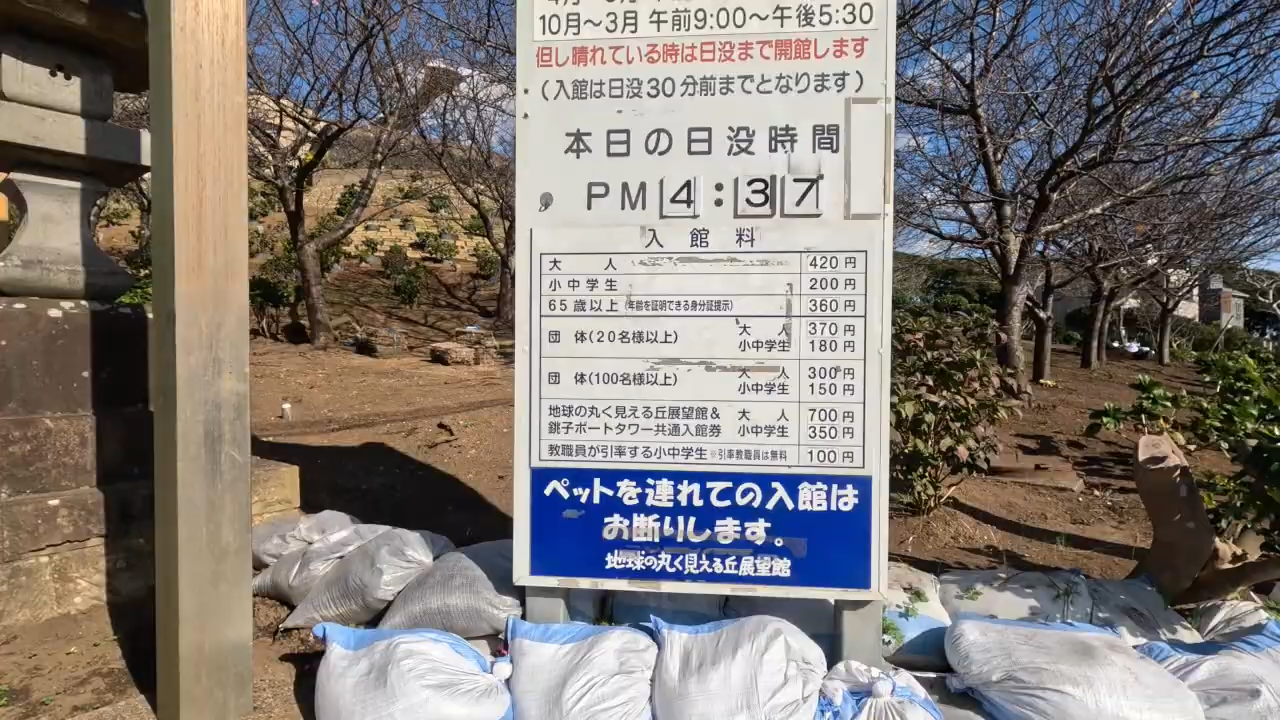 10月～3月 午前9:00～午後5:30
但し晴れている時は日没まで開館します
(入館は日没30分前までとなります)
本日の日没時間
PM 4:37
入館料
大人 420円
小中学生 200円
65歳以上(年齢を証明できる身分証提示) 360円
団体(20名様以上) 大人 370円
小中学生 180円
団体(100名様以上) 大人 300円
小中学生 150円
地球の丸く見える丘展望館& 大人 700円
銚子ポートタワー共通入館券 小中学生 350円
教職員が引率する小中学生 ※引率教職員は無料 100円
ペットを連れての入館は
お断りします。
地球の丸く見える丘展望館